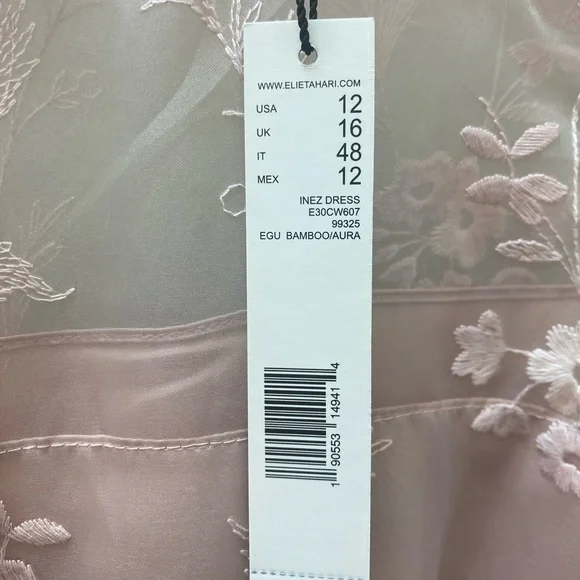 WWW.ELIETAHARI.COM
USA 12
UK 16
IT 48
MEX 12
INEZ DRESS
E30CW607
99325
EGU BAMBOO/AURA
1 90553 14941 4